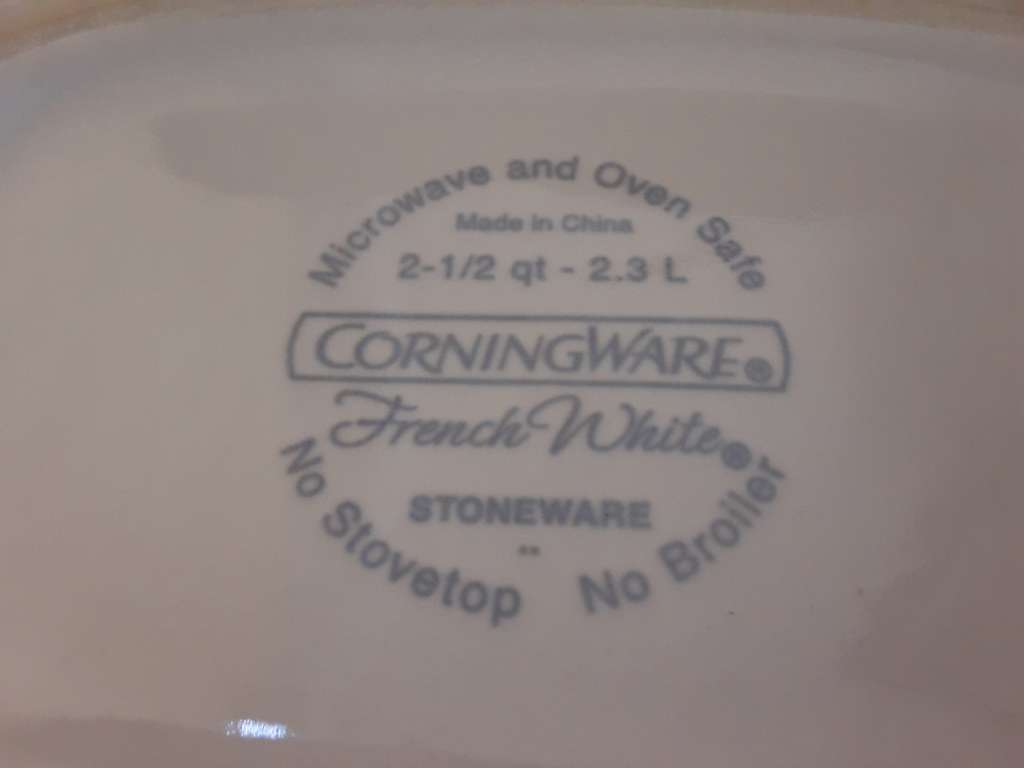 Microwave and Oven Safe
Made in China
2-1/2 qt - 2.3 L
CORNINGWARE®
French White®
STONEWARE
No Stovetop No Broiler